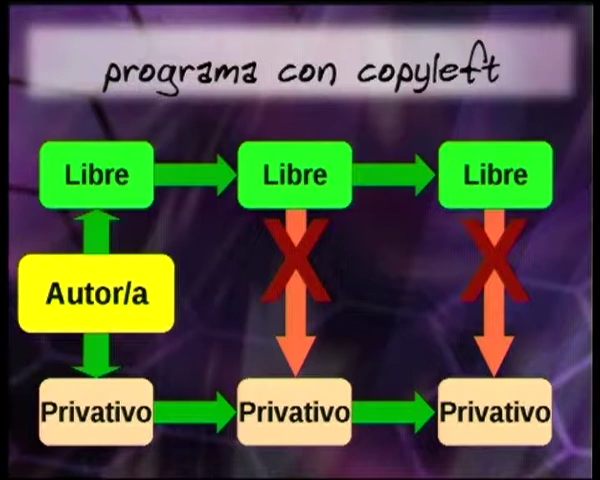 programa con copyleft
Libre
Libre
Libre
X
X
Autor/a
Privativo
Privativo
Privativo